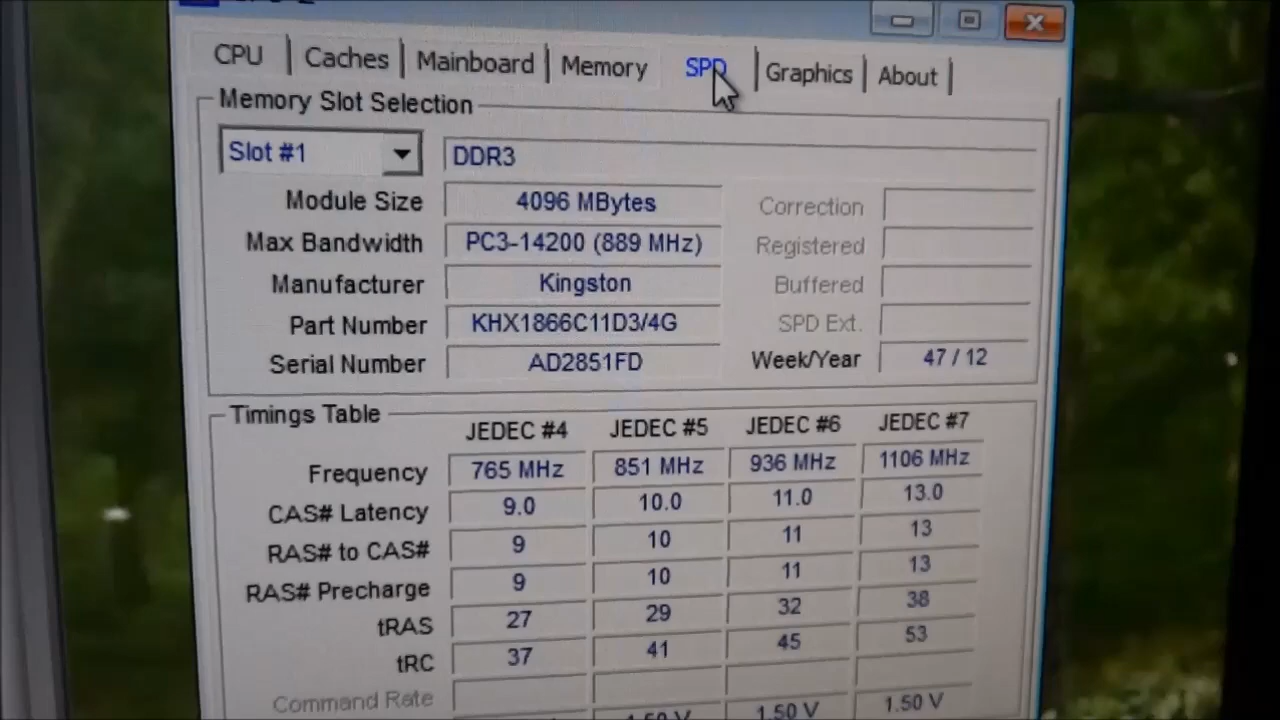 CPU Caches Mainboard Memory SPD Graphics About
Memory Slot Selection
Slot #1 DDR3
Module Size 4096 MBytes Correction
Max Bandwidth PC3-14200 (889 MHz) Registered
Manufacturer Kingston Buffered
Part Number KHX1866C11D3/4G SPD Ext.
Serial Number AD2851FD Week/Year 47 / 12
Timings Table
JEDEC #4 JEDEC #5 JEDEC #6 JEDEC #7
Frequency 765 MHz 851 MHz 936 MHz 1106 MHz
CAS# Latency 9.0 10.0 11.0 13.0
RAS# to CAS# 9 10 11 13
RAS# Precharge 9 10 11 13
tRAS 27 29 32 38
tRC 37 41 45 53
Command Rate
1.50 V 1.50 V 1.50 V